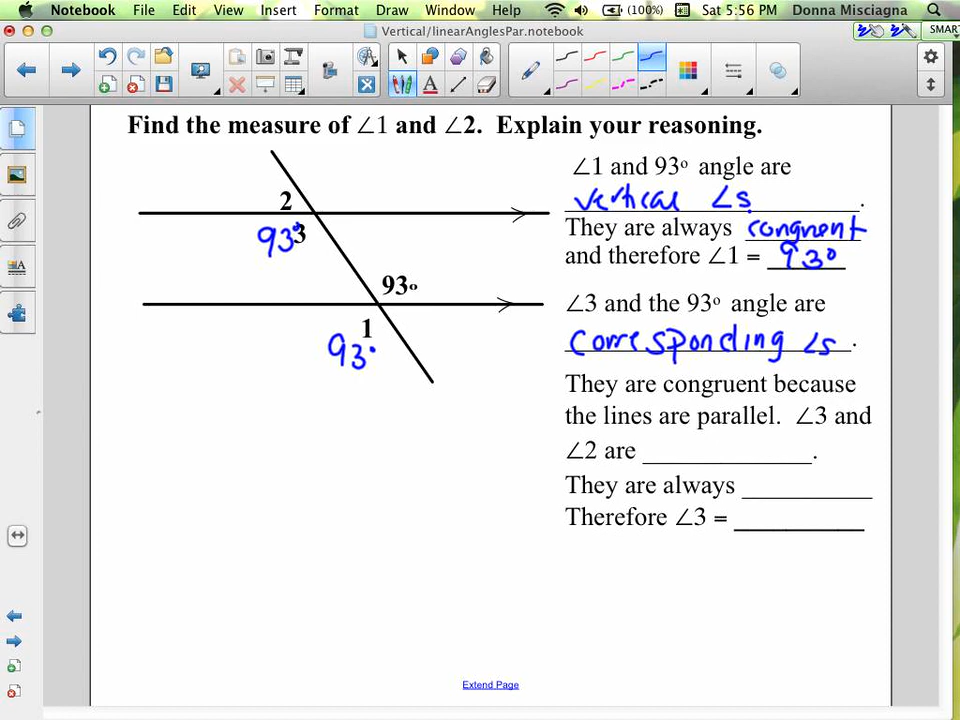 Notebook File Edit View Insert Format Draw Window Help (100%) Sat 5:56 PM Donna Misciagna
Vertical/linearAnglesPar.notebook
SMAR
A
Find the measure of ∠1 and ∠2. Explain your reasoning.
∠1 and 93° angle are
vertical ∠s.
They are always congruent
and therefore ∠1 = 93°
2
93°
3
93°
1
93°
∠3 and the 93° angle are
corresponding ∠s.
They are congruent because
the lines are parallel. ∠3 and
∠2 are ____________.
They are always __________
Therefore ∠3 = __________
Extend Page